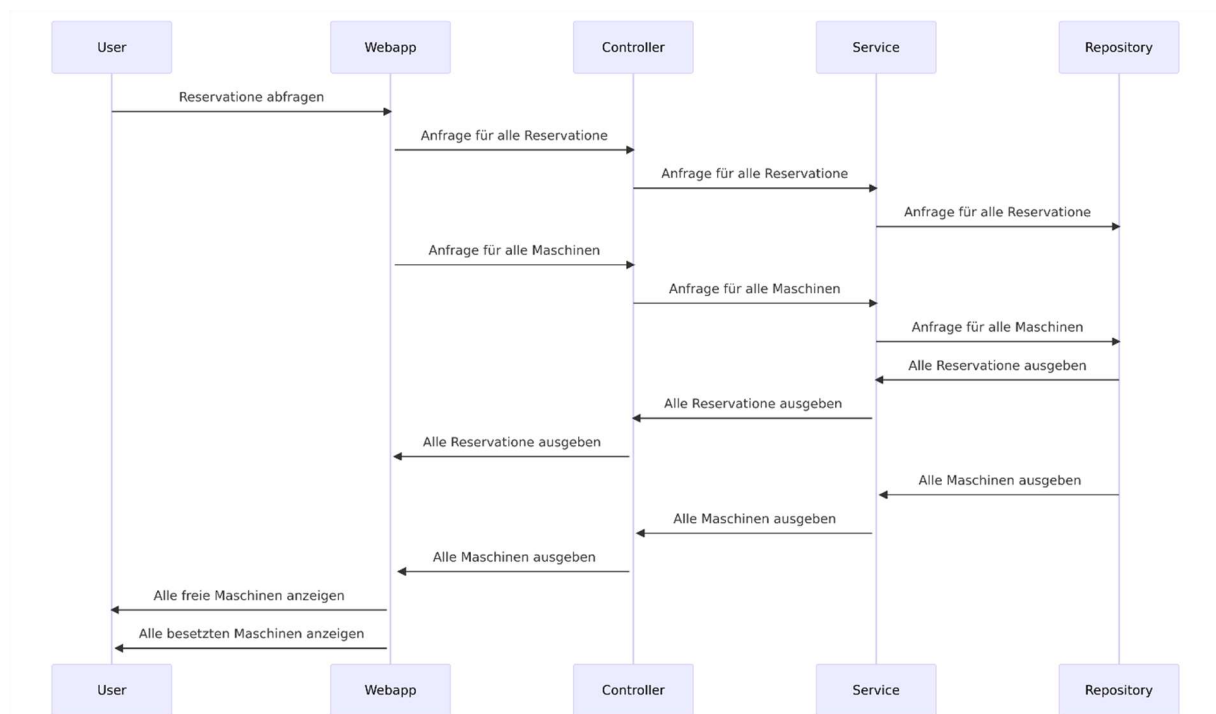 User
Webapp
Controller
Service
Repository
Reservatione abfragen
Anfrage für alle Reservatione
Anfrage für alle Reservatione
Anfrage für alle Reservatione
Anfrage für alle Maschinen
Anfrage für alle Maschinen
Anfrage für alle Maschinen
Alle Reservatione ausgeben
Alle Reservatione ausgeben
Alle Reservatione ausgeben
Alle Maschinen ausgeben
Alle Maschinen ausgeben
Alle Maschinen ausgeben
Alle freie Maschinen anzeigen
Alle besetzten Maschinen anzeigen
User
Webapp
Controller
Service
Repository